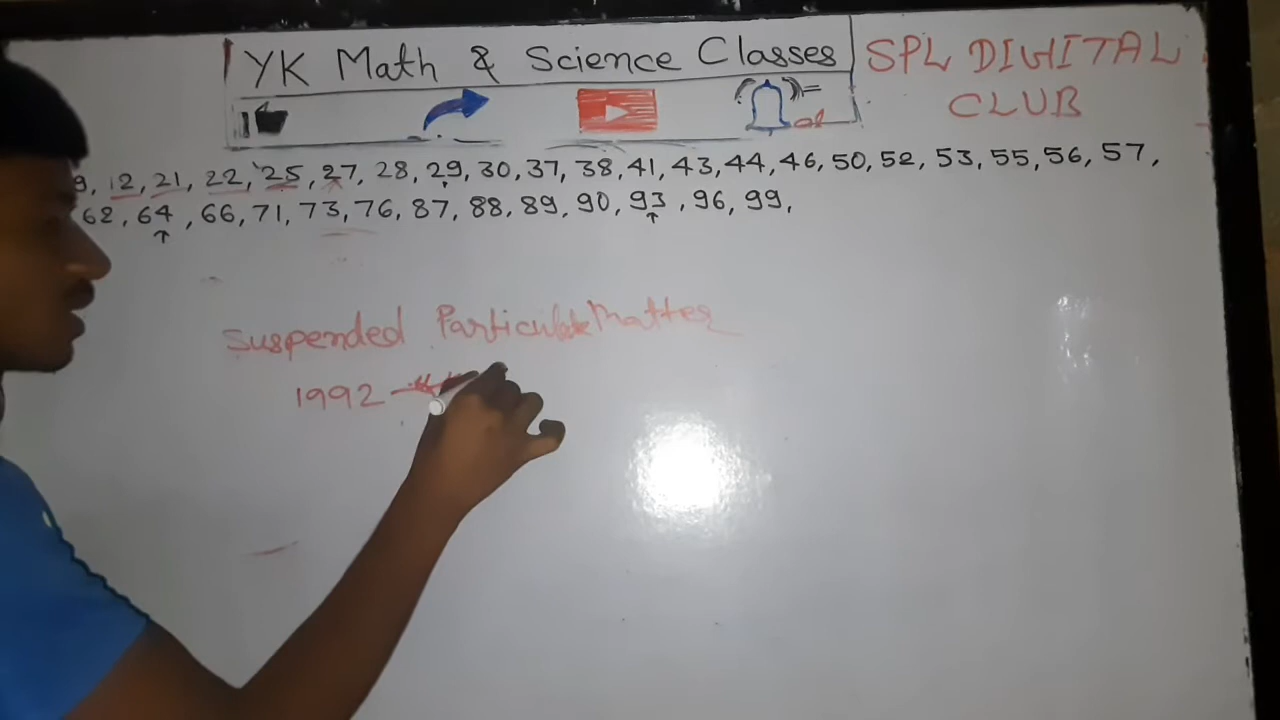 YK Math & Science Classes
SPL DIGITAL
CLUB
9, 12, 21, 22, 25, 27, 28, 29, 30, 37, 38, 41, 43, 44, 46, 50, 52, 53, 55, 56, 57,
62, 64, 66, 71, 73, 76, 87, 88, 89, 90, 93, 96, 99,
Suspended Particulate Matter
1992